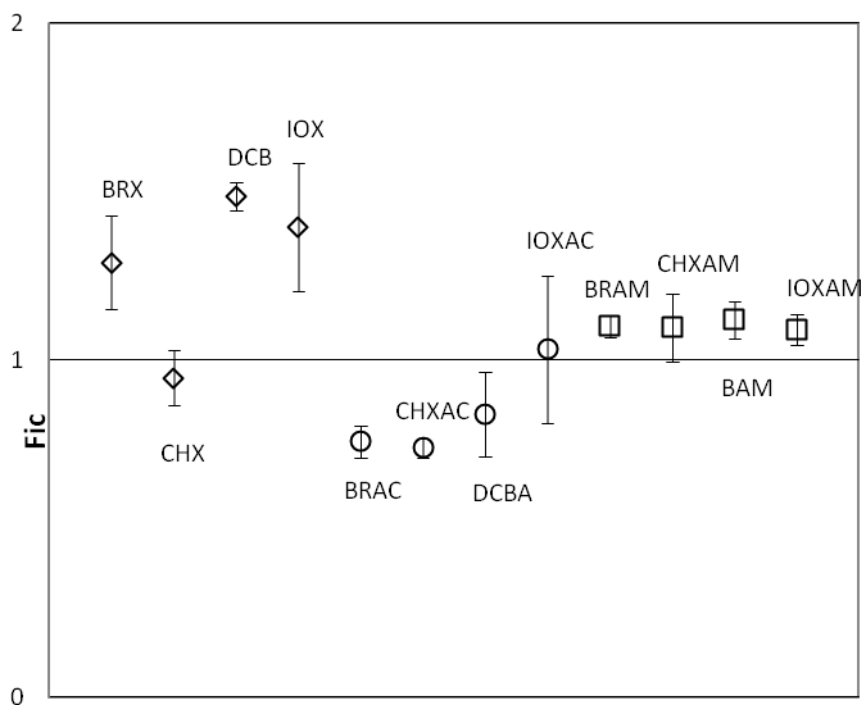 2
IOX
DCB
BRX
IOXAC
CHXAM
BRAM
IOXAM
1
BAM
CHXAC
Fic
CHX
BRAC
DCBA
0